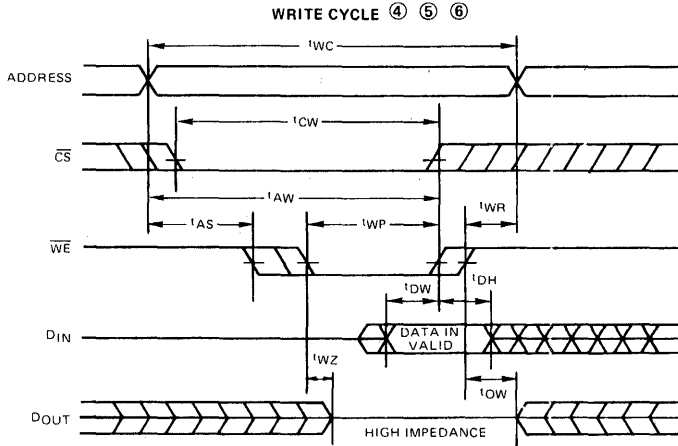 WRITE CYCLE ④ ⑤ ⑥
tWC
ADDRESS
tCW
CS
tAW
tAS
tWP
tWR
WE
tDW
tDH
DIN
DATA IN
VALID
tWZ
tOW
DOUT
HIGH IMPEDANCE